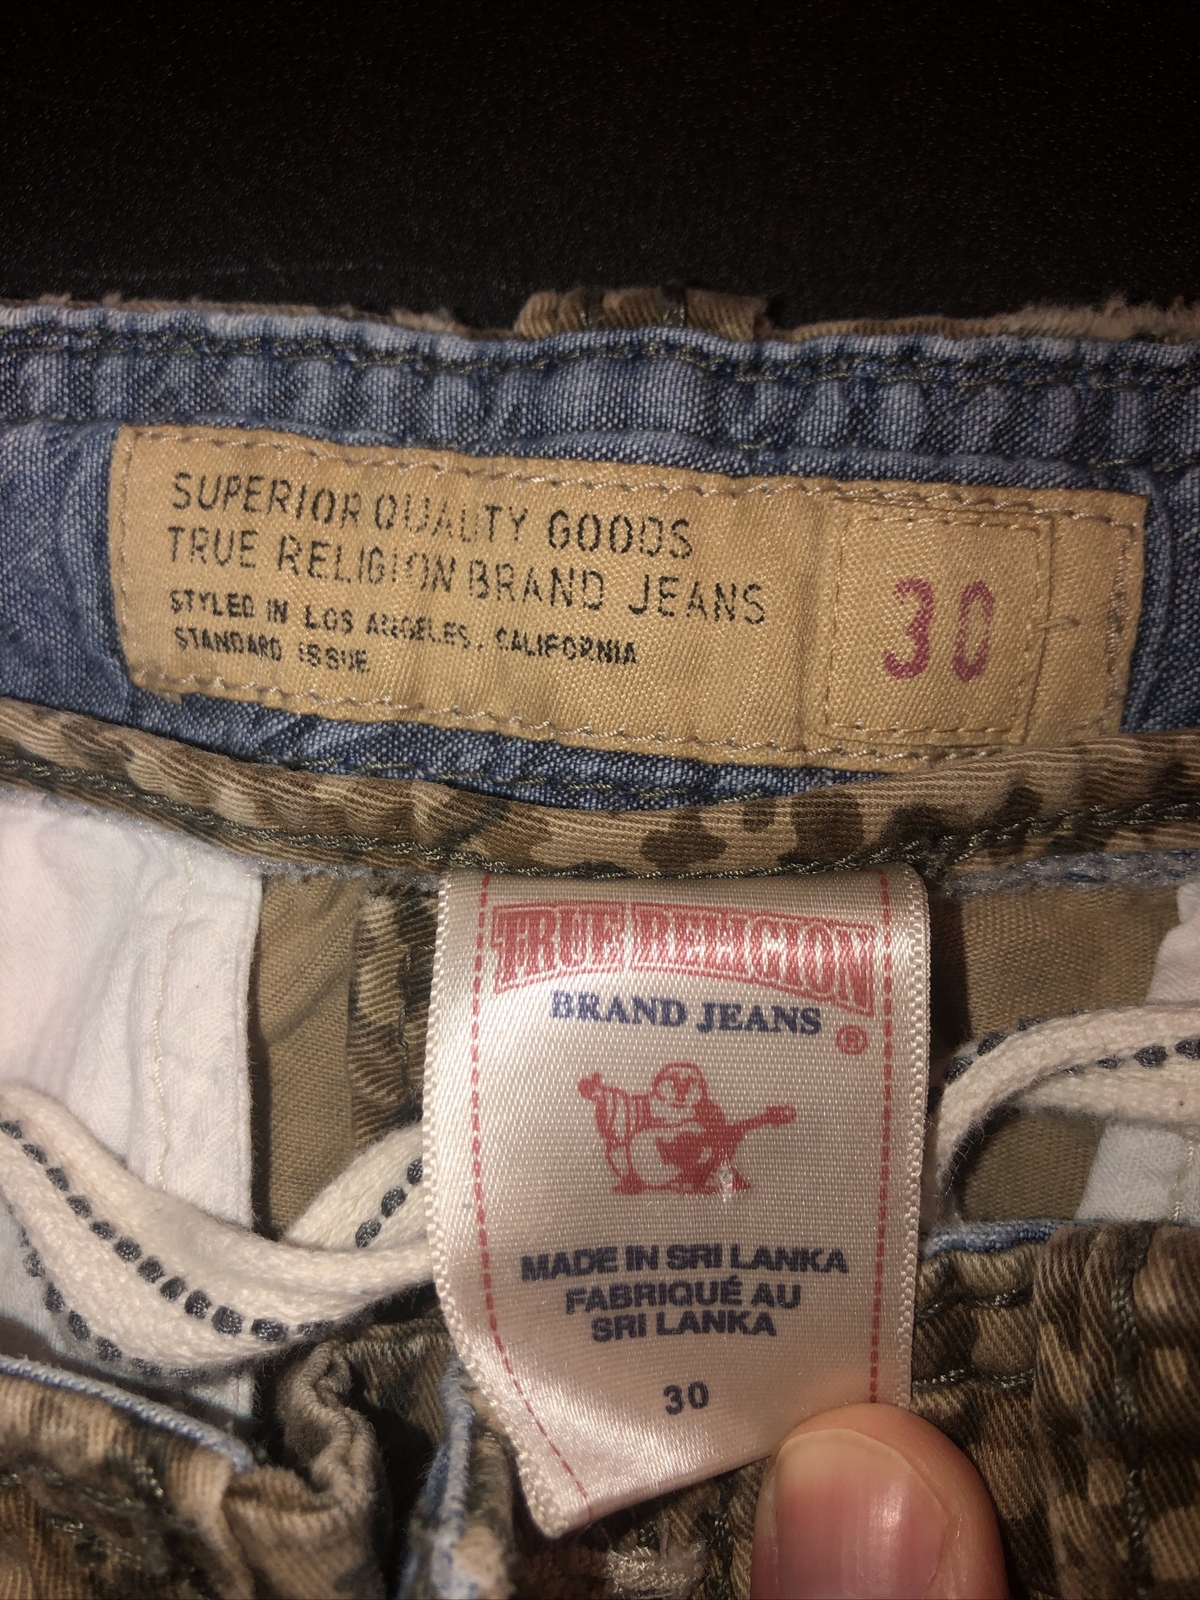 SUPERIOR QUALITY GOODS
TRUE RELIGION BRAND JEANS
STYLED IN LOS ANGELES, CALIFORNIA
STANDARD ISSUE
30
TRUE RELIGION
BRAND JEANS
®
MADE IN SRI LANKA
FABRIQUÉ AU
SRI LANKA
30